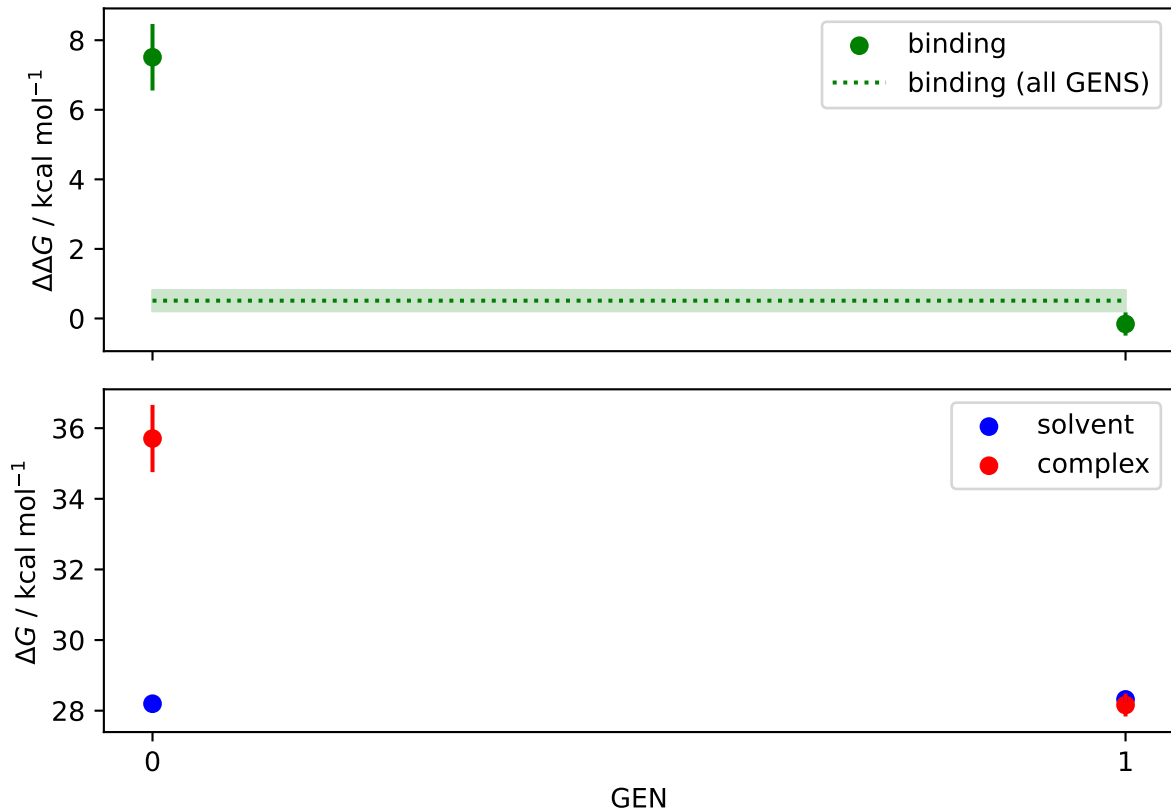 8
6
4
2
0
ΔΔG / kcal mol⁻¹
binding
binding (all GENS)
36
34
32
30
28
ΔG / kcal mol⁻¹
solvent
complex
0 1
GEN